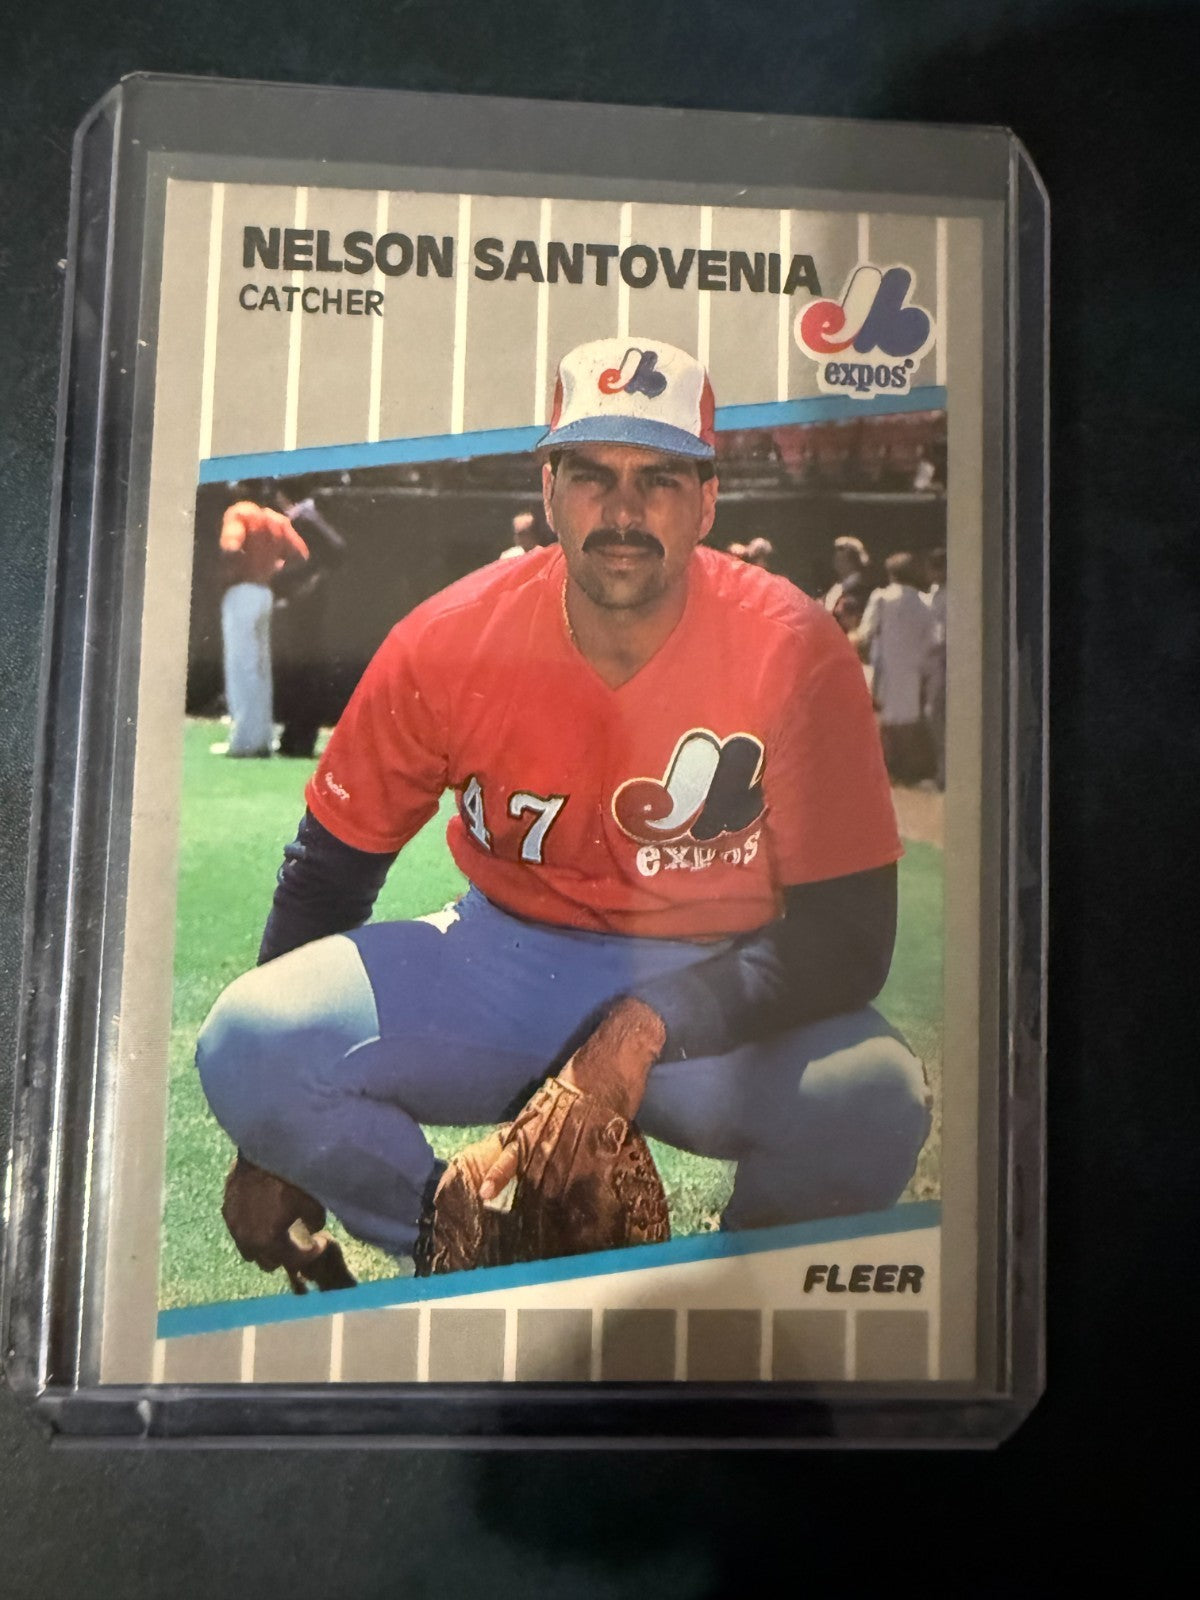 NELSON SANTOVENIA
CATCHER
expos
47
expos
FLEER